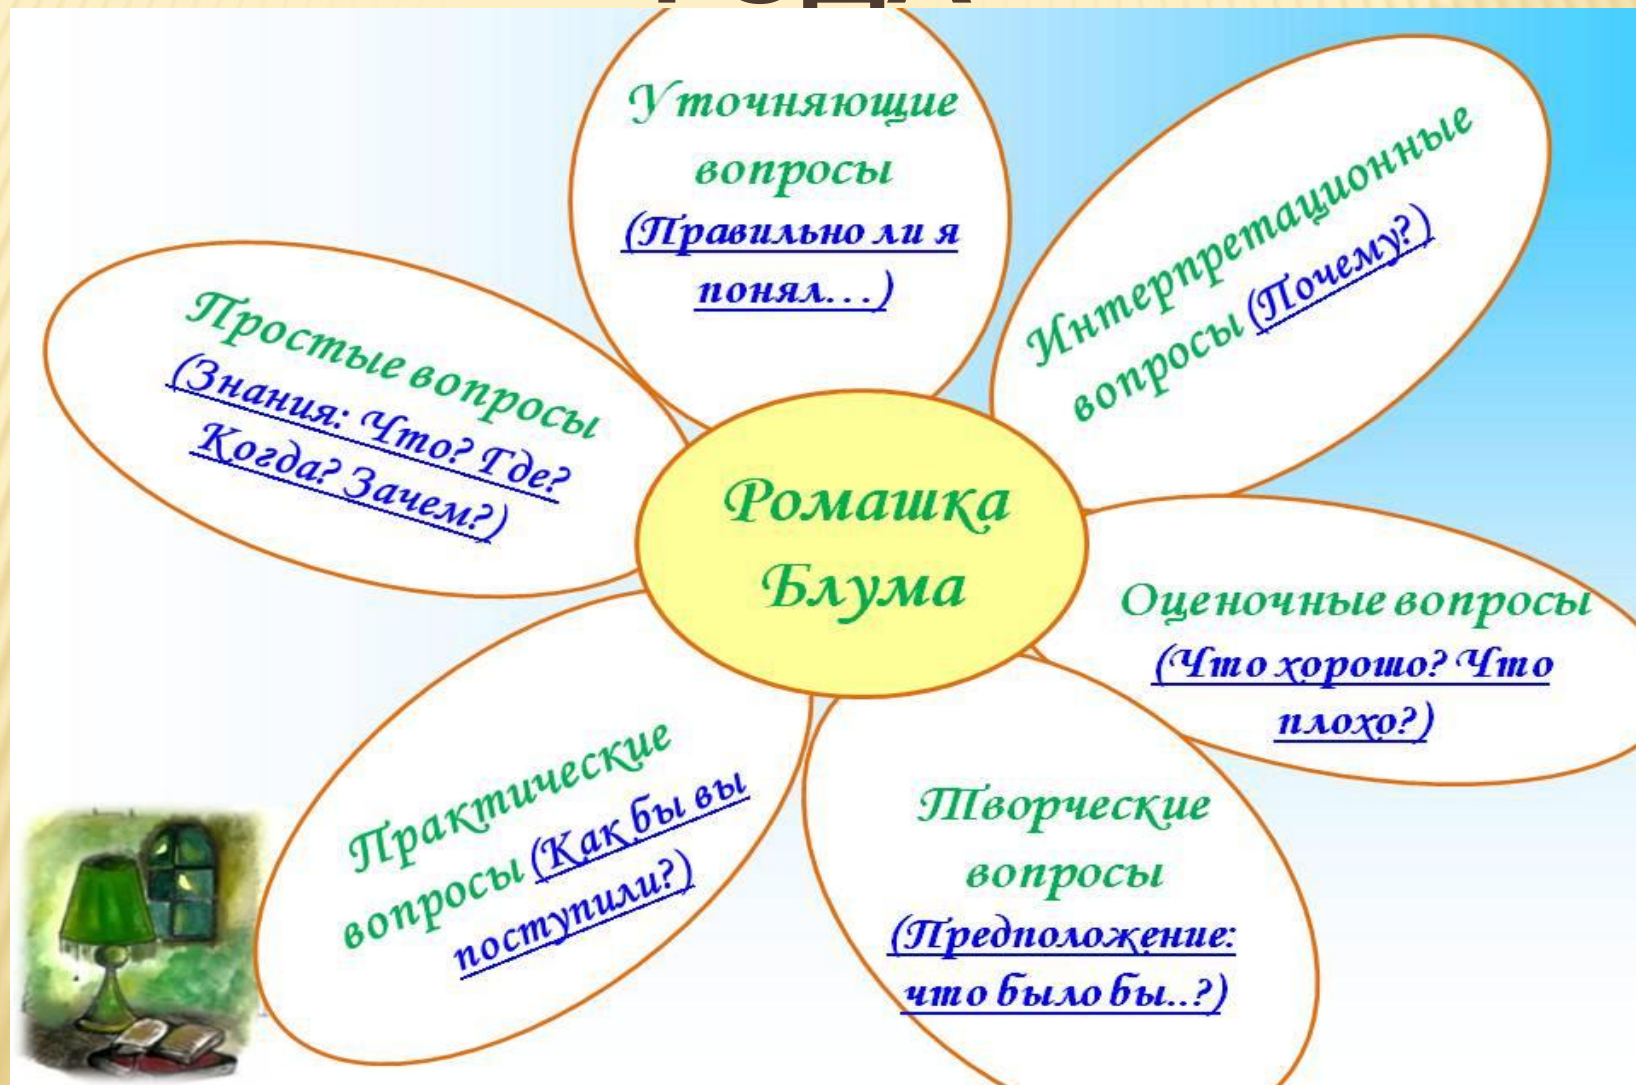 Уточняющие
вопросы
(Правильно ли я
понял...)
Интерпретационные
вопросы (Почему?)
Простые вопросы
(Знания: Что? Где?
Когда? Зачем?)
Ромашка
Блума
Оценочные вопросы
(Что хорошо? Что
плохо?)
Практические
вопросы (Как бы вы
поступили?)
Творческие
вопросы
(Предположение:
что было бы..?)